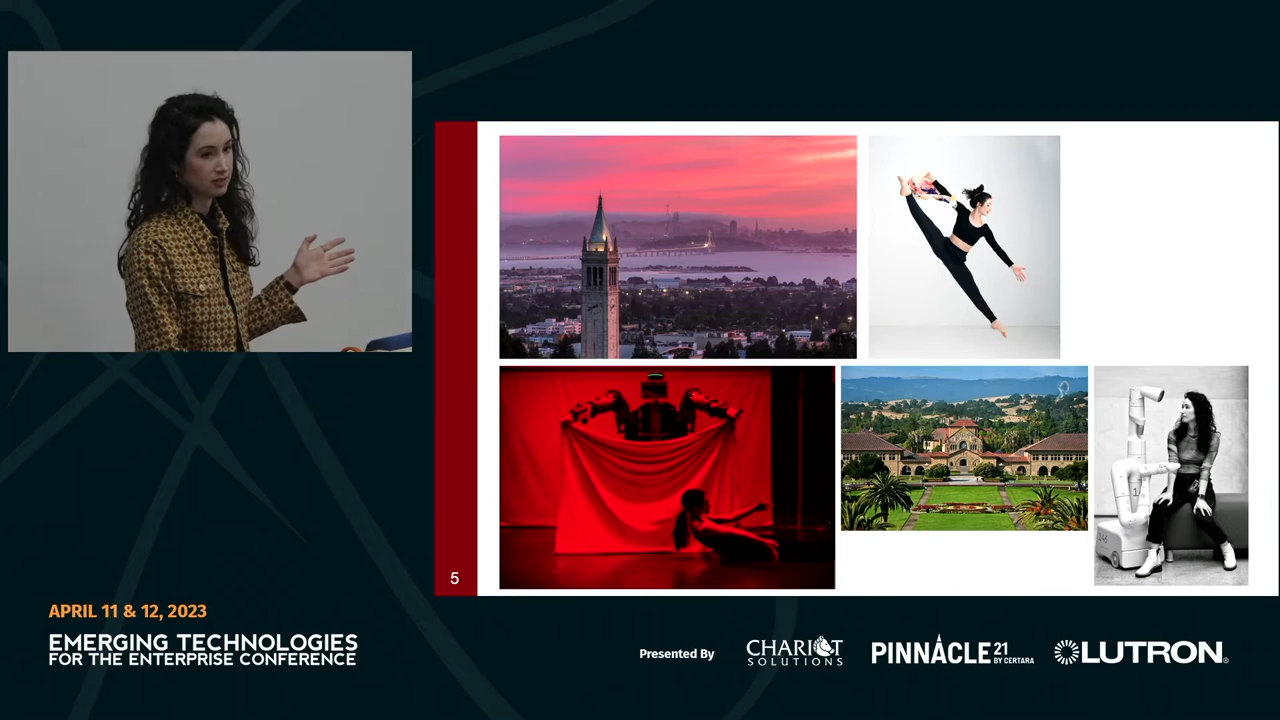 5
APRIL 11 & 12, 2023
EMERGING TECHNOLOGIES
FOR THE ENTERPRISE CONFERENCE
Presented By
CHARIOT
SOLUTIONS
PINNACLE 21
BY CERTARA
LUTRON®